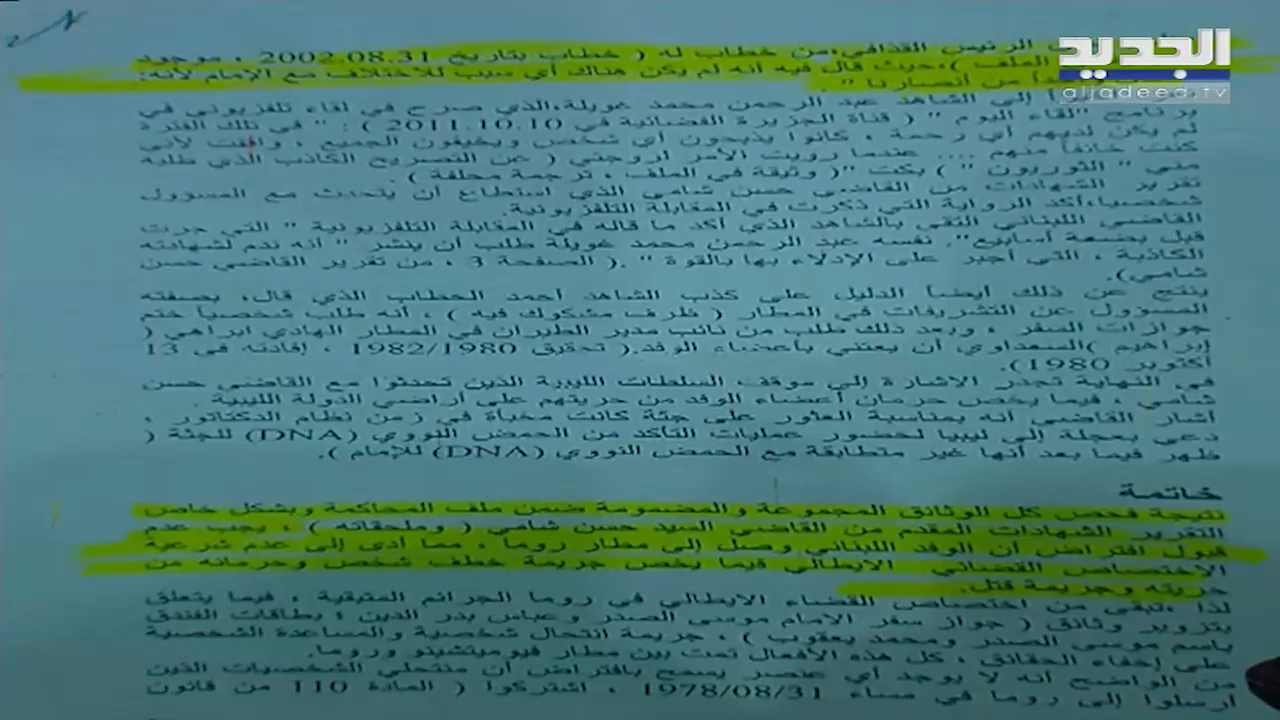 الجديد
aljadeed.tv
الرئيس القذافي، من خطاب له ( خطاب بتاريخ 2002.08.31 ، موجود
الملف )، حيث قال فيه أنه لم يكن هناك أي سبب للاختلاف مع الإمام لأنه:
من أنصارنا " .
إلى الشاهد عبد الرحمن محمد غويلة، الذي صرح في لقاء تلفزيوني في
برنامج "لقاء اليوم " ( قناة الجزيرة الفضائية في 2011.10.10 ) : " في تلك الفترة
لم يكن لديهم أي رحمة ، كانوا يذبحون أي شخص ويخيفون الجميع ، وافقت لأني
كنت خائفاً منهم .... عندما رويت الأمر لزوجتي ( عن التصريح الكاذب الذي طلبه
مني " الثوريون " ) بكت "( وثيقة في الملف ، ترجمة محلفة )
تقرير الشهادات من القاضي حسن شامي الذي استطاع أن يتحدث مع المسؤول
شخصياً، أكد الرواية التي ذكرت في المقابلة التلفزيونية.
القاضي اللبناني التقى بالشاهد الذي أكد ما قاله في المقابلة التلفزيونية " التي جرت
قبل بضعة أسابيع". نفسه عبد الرحمن محمد غويلة طلب أن ينشر " أنه ندم لشهادته
الكاذبة ، التي أجبر على الإدلاء بها بالقوة " .( الصفحة 3 ، من تقرير القاضي حسن
شامي).
ينتج عن ذلك أيضاً الدليل على كذب الشاهد أحمد الحطاب الذي قال، بصفته
المسؤول عن التشريفات في المطار ( ظرف مشكوك فيه ) ، أنه طلب شخصياً ختم
جوازات السفر ، وبعد ذلك طلب من نائب مدير الطيران في المطار الهادي ابراهي (
إبراهيم )السعداوي أن يعتني بأعضاء الوفد.( تحقيق 1982/1980 ، إفادته في 13
أكتوبر 1980).
في النهاية تجدر الاشارة إلى موقف السلطات الليبية الذين تحدثوا مع القاضي حسن
شامي ، فيما يخص حرمان أعضاء الوفد من حريتهم على أراضي الدولة الليبية
أشار القاضي أنه بمناسبة العثور على جثة كانت مخبأة في زمن نظام الدكتاتور ،
دعي بعجلة إلى ليبيا لحضور عمليات التأكد من الحمض النووي (DNA) للجثة (
ظهر فيما بعد أنها غير متطابقة مع الحمض النووي (DNA) للإمام ).
خاتمة
نتيجة فحص كل الوثائق المجموعة والمضمومة ضمن ملف المحاكمة وبشكل خاص
التقرير الشهادات المقدم من القاضي السيد حسن شامي ( وملحقاته ) ، يجب عدم
قبول افتراض أن الوفد اللبناني وصل إلى مطار روما ، مما أدى إلى عدم شرعية
الاختصاص القضائي الايطالي فيما يخص جريمة خطف شخص وحرمانه من
حريته وجريمة قتل.
لذا ،تبقى من اختصاص القضاء الايطالي في روما الجرائم المتبقية ، فيما يتعلق
بتزوير وثائق ( جواز سفر الامام موسى الصدر وعباس بدر الدين ، بطاقات الفندق
باسم موسى الصدر ومحمد يعقوب ) ، جريمة انتحال شخصية والمساعدة الشخصية
على إخفاء الحقائق ، كل هذه الأفعال تمت بين مطار فيوميتشينو وروما.
من الواضح أنه لا يوجد أي عنصر يسمح بافتراض أن منتحلي الشخصيات الذين
ارسلوا إلى روما في مساء 1978/08/31 ، اشتركوا ( المادة 110 من قانون